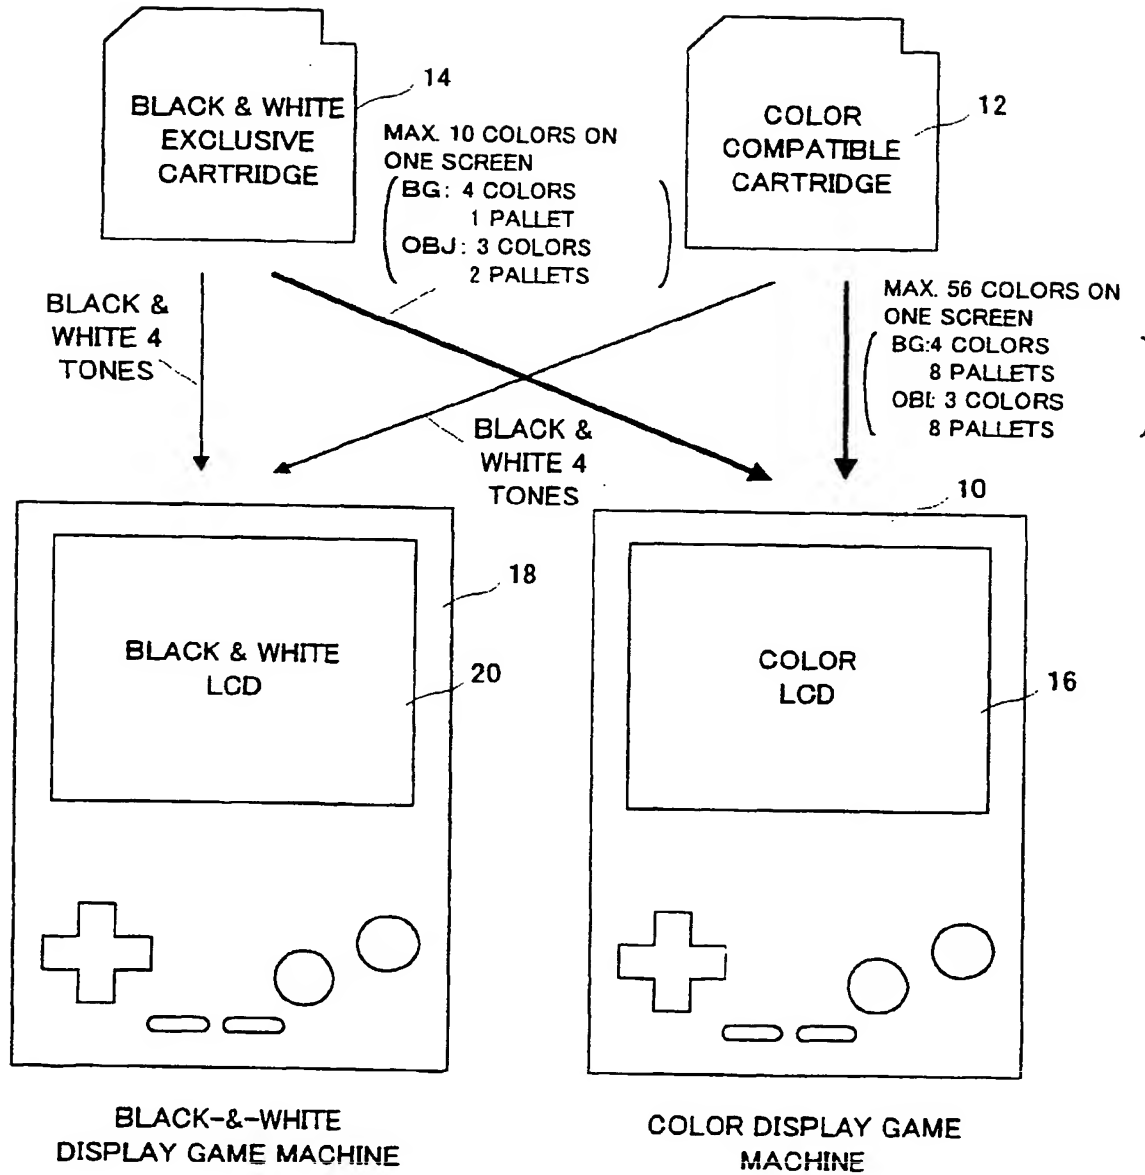 BLACK & WHITE
EXCLUSIVE
CARTRIDGE
14
MAX. 10 COLORS ON
ONE SCREEN
BG: 4 COLORS
1 PALLET
OBJ: 3 COLORS
2 PALLETS
COLOR
COMPATIBLE
CARTRIDGE
12
BLACK &
WHITE 4
TONES
MAX. 56 COLORS ON
ONE SCREEN
BG:4 COLORS
8 PALLETS
OBI: 3 COLORS
8 PALLETS
BLACK &
WHITE 4
TONES
10
18
BLACK & WHITE
LCD
20
COLOR
LCD
16
BLACK-&-WHITE
DISPLAY GAME MACHINE
COLOR DISPLAY GAME
MACHINE